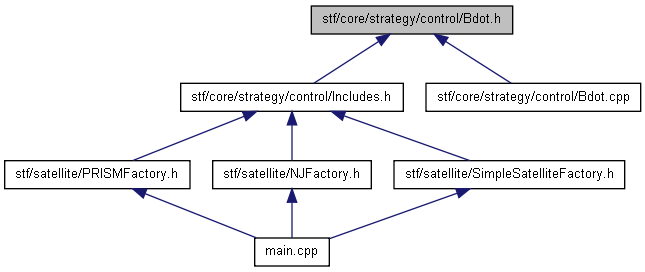 stf/core/strategy/control/Bdot.h
stf/core/strategy/control/Includes.h
stf/core/strategy/control/Bdot.cpp
stf/satellite/PRISMFactory.h
stf/satellite/NJFactory.h
stf/satellite/SimpleSatelliteFactory.h
main.cpp